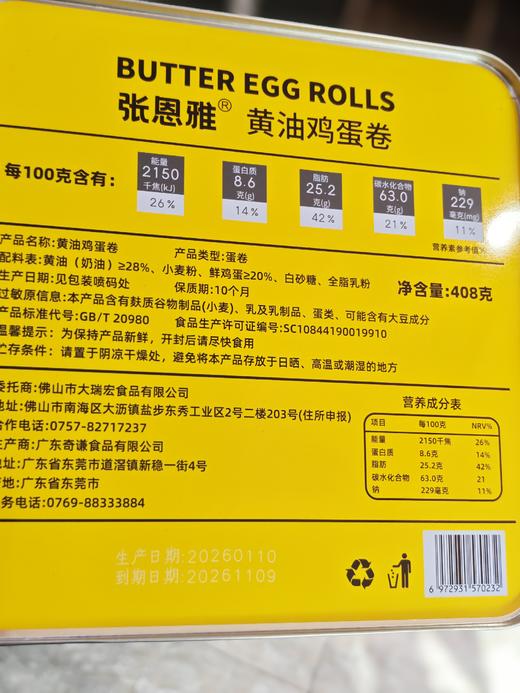 BUTTER EGG ROLLS
张恩雅® 黄油鸡蛋卷
每100克含有:
能量
2150
千焦(kJ)
26%
蛋白质
8.6
克(g)
14%
脂肪
25.2
克(g)
42%
碳水化合物
63.0
克(g)
21%
钠
229
毫克(mg)
11%
营养素参考值%
产品名称:黄油鸡蛋卷 产品类型:蛋卷
配料表:黄油(奶油)≥28%、小麦粉、鲜鸡蛋≥20%、白砂糖、全脂乳粉
生产日期:见包装喷码处 保质期:10个月
净含量:408克
过敏原信息:本产品含有麸质谷物制品(小麦)、乳及乳制品、蛋类、可能含有大豆成分
产品标准代号:GB/T 20980 食品生产许可证编号:SC10844190019910
温馨提示:为保持产品新鲜,开封后请尽快食用
贮存条件:请置于阴凉干燥处,避免将本产品存放于日晒、高温或潮湿的地方
委托商:佛山市大瑞宏食品有限公司
地址:佛山市南海区大沥镇盐步东秀工业区2号二楼203号(住所申报)
合作电话:0757-82717237
生产商:广东奇谦食品有限公司
地址:广东省东莞市道滘镇新稳一街4号
产地:广东省东莞市
服务电话:0769-88333884
营养成分表
项目 每100克 NRV%
能量 2150千焦 26%
蛋白质 8.6克 14%
脂肪 25.2克 42%
碳水化合物 63.0克 21
钠 229毫克 11%
生产日期:20260110
到期日期:20261109
6 972931 570232